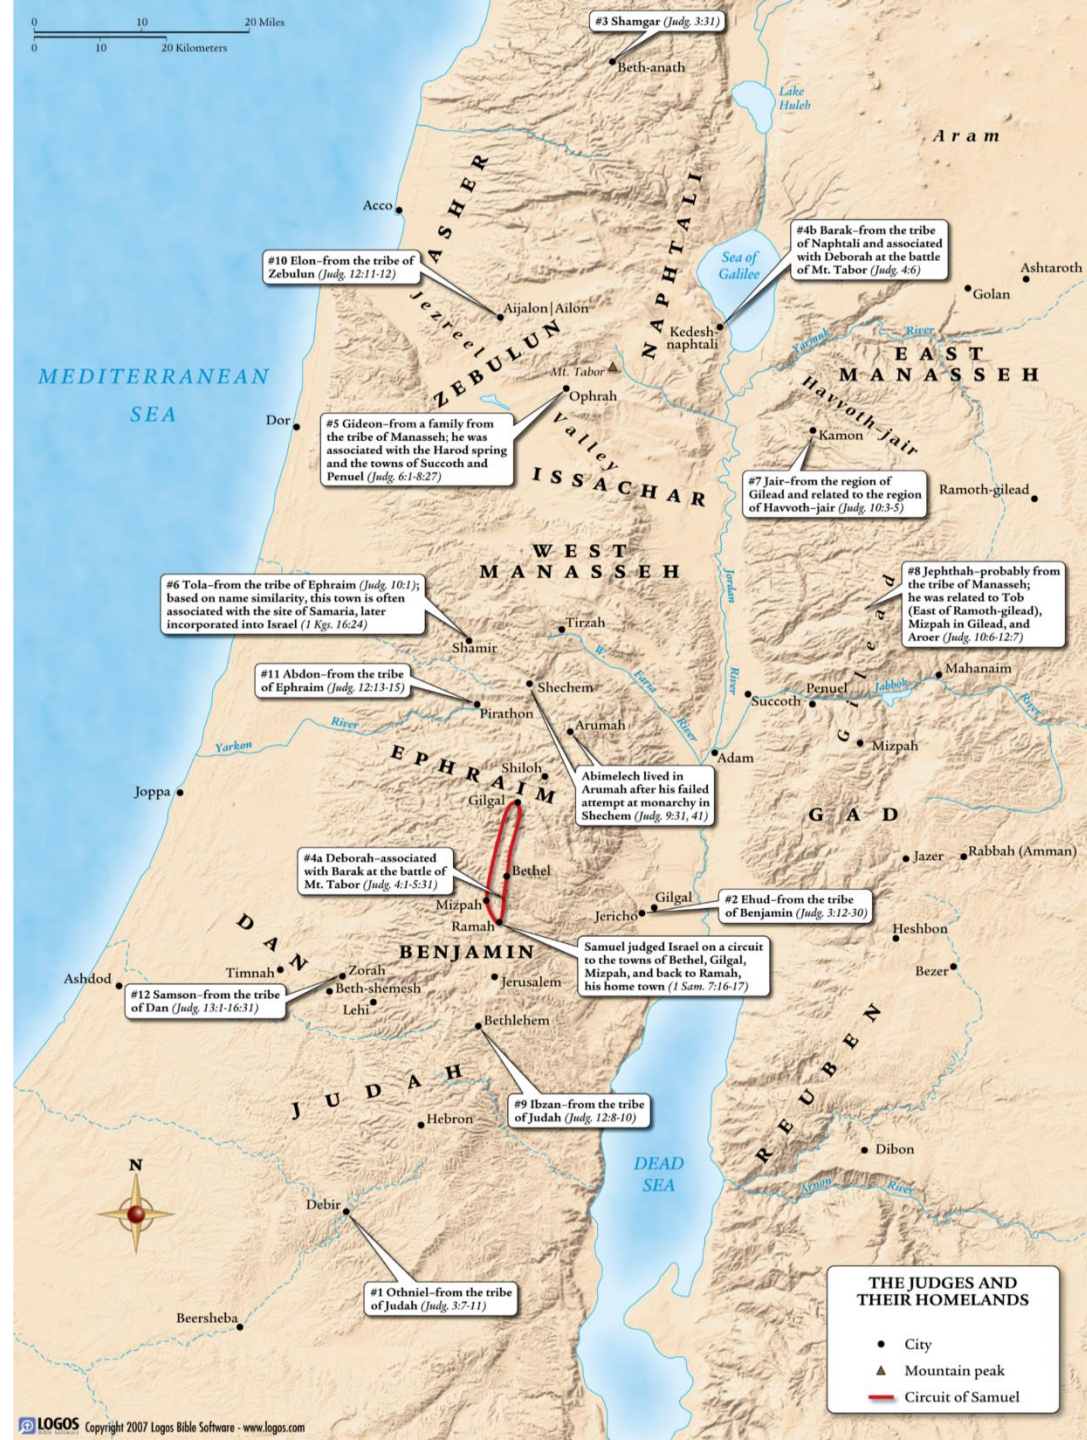 0 10 20 Miles
0 10 20 Kilometers
#3 Shamgar (Judg. 3:31)
Beth-anath
Lake
Huleh
Aram
ASHER
NAPHTALI
Acco
#4b Barak–from the tribe
of Naphtali and associated
with Deborah at the battle
of Mt. Tabor (Judg. 4:6)
Sea of
Galilee
#10 Elon–from the tribe of
Zebulun (Judg. 12:11-12)
Ashtaroth
Golan
Aijalon|Ailon
Jezreel
Kedesh-
naphtali
Yarmuk River
ZEBULUN
EAST
MANASSEH
MEDITERRANEAN
SEA
Mt. Tabor
Ophrah
Havvoth-jair
Dor
#5 Gideon–from a family from
the tribe of Manasseh; he was
associated with the Harod spring
and the towns of Succoth and
Penuel (Judg. 6:1-8:27)
Valley
Kamon
ISSACHAR
#7 Jair–from the region of
Gilead and related to the region
of Havvoth-jair (Judg. 10:3-5)
Ramoth-gilead
WEST
MANASSEH
#6 Tola–from the tribe of Ephraim (Judg. 10:1);
based on name similarity, this town is often
associated with the site of Samaria, later
incorporated into Israel (1 Kgs. 16:24)
Jordan
River
#8 Jephthah–probably from
the tribe of Manasseh;
he was related to Tob
(East of Ramoth-gilead),
Mizpah in Gilead, and
Aroer (Judg. 10:6-12:7)
Gilead
Tirzah
Shamir
W. Faria River
Mahanaim
#11 Abdon–from the tribe
of Ephraim (Judg. 12:13-15)
Shechem
Penuel
Jabbok River
Succoth
Pirathon
Yarkon River
Arumah
Mizpah
Adam
EPHRAIM
Shiloh
Abimelech lived in
Arumah after his failed
attempt at monarchy in
Shechem (Judg. 9:31, 41)
Joppa
Gilgal
GAD
#4a Deborah–associated
with Barak at the battle of
Mt. Tabor (Judg. 4:1-5:31)
Bethel
Jazer
Rabbah (Amman)
Mizpah
Gilgal
Jericho
#2 Ehud–from the tribe
of Benjamin (Judg. 3:12-30)
Ramah
DAN
BENJAMIN
Samuel judged Israel on a circuit
to the towns of Bethel, Gilgal,
Mizpah, and back to Ramah,
his home town (1 Sam. 7:16-17)
Heshbon
Bezer
Timnah
Zorah
Ashdod
Beth-shemesh
Jerusalem
#12 Samson–from the tribe
of Dan (Judg. 13:1-16:31)
Lehi
Bethlehem
REUBEN
JUDAH
#9 Ibzan–from the tribe
of Judah (Judg. 12:8-10)
Hebron
Dibon
DEAD
SEA
N
Arnon River
Debir
#1 Othniel–from the tribe
of Judah (Judg. 3:7-11)
Beersheba
THE JUDGES AND
THEIR HOMELANDS
City
Mountain peak
Circuit of Samuel
LOGOS
Bible Software
Copyright 2007 Logos Bible Software - www.logos.com